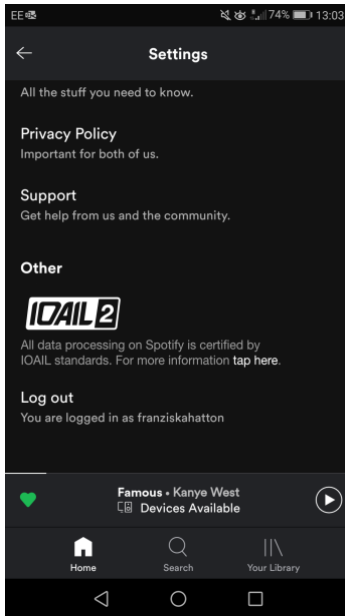 EE
74%
13:03
Settings
All the stuff you need to know.
Privacy Policy
Important for both of us.
Support
Get help from us and the community.
Other
IOAIL 2
All data processing on Spotify is certified by
IOAIL standards. For more information tap here.
Log out
You are logged in as franziskahatton
Famous • Kanye West
Devices Available
Home
Search
Your Library